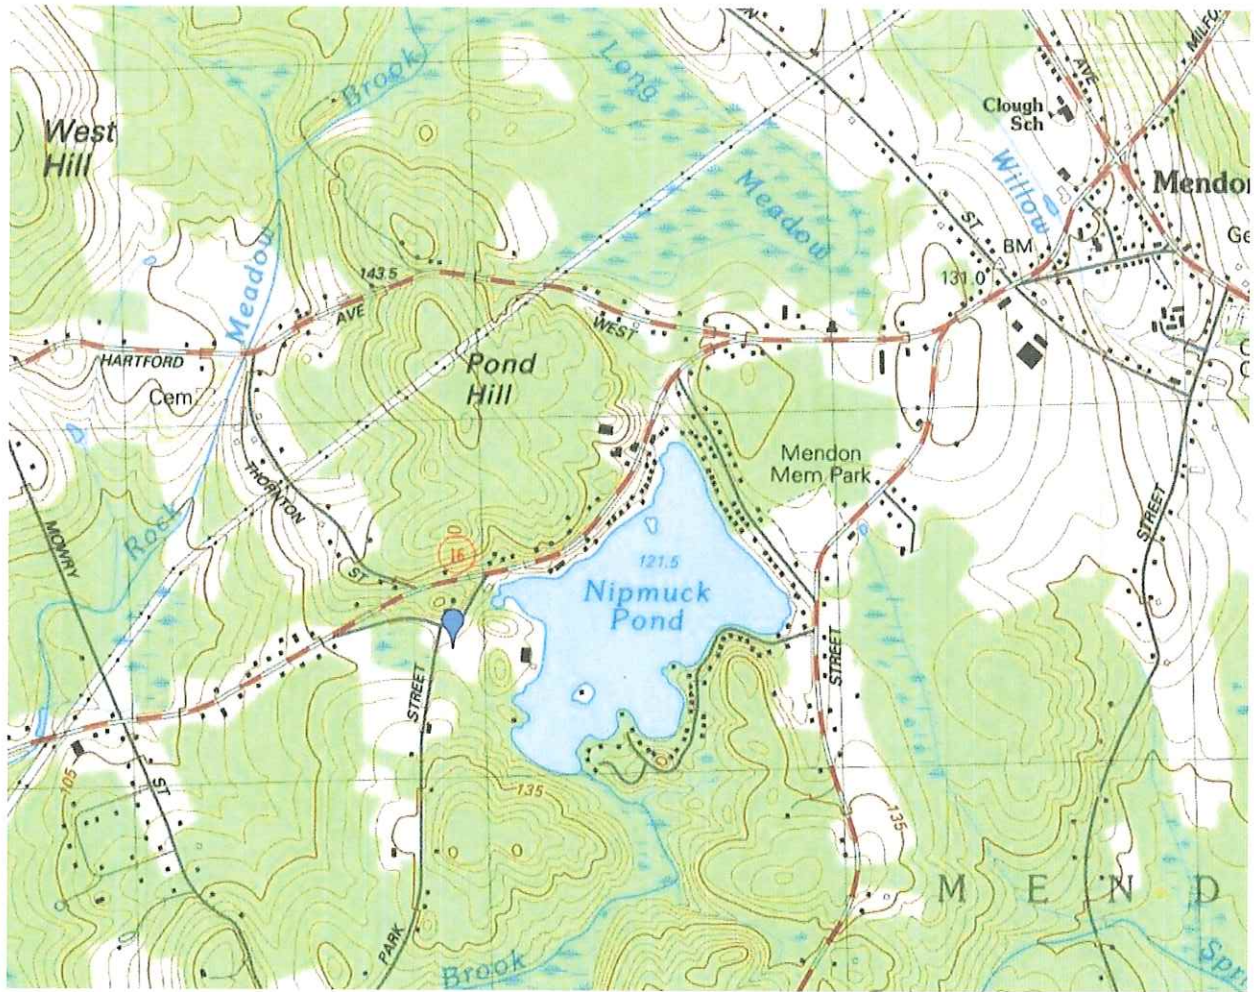 Brook
Long
AVE
Clough
Sch
West
Hill
Willow
Meadow
ST
BM
131.0
Meadow
143.5
AVE
WEST
HARTFORD
Pond
Hill
Cem
Mendon
Mem Park
THORNTON
STREET
MOWRY
Rock
16
121.5
Nipmuck
Pond
ST
STREET
STREET
105
ST
135
135
M E N D
PARK
Brook